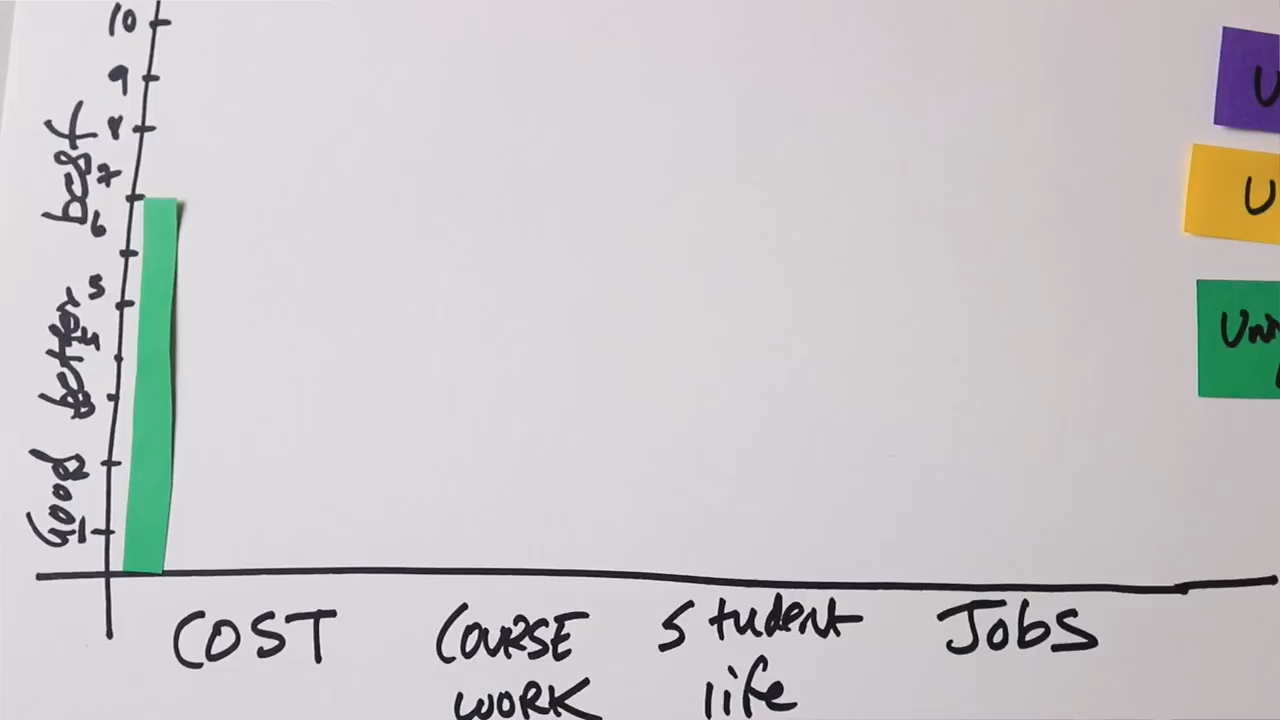 10
9
8
7
6
5
1
Good better best
COST
COURSE WORK
Student life
Jobs
U
U